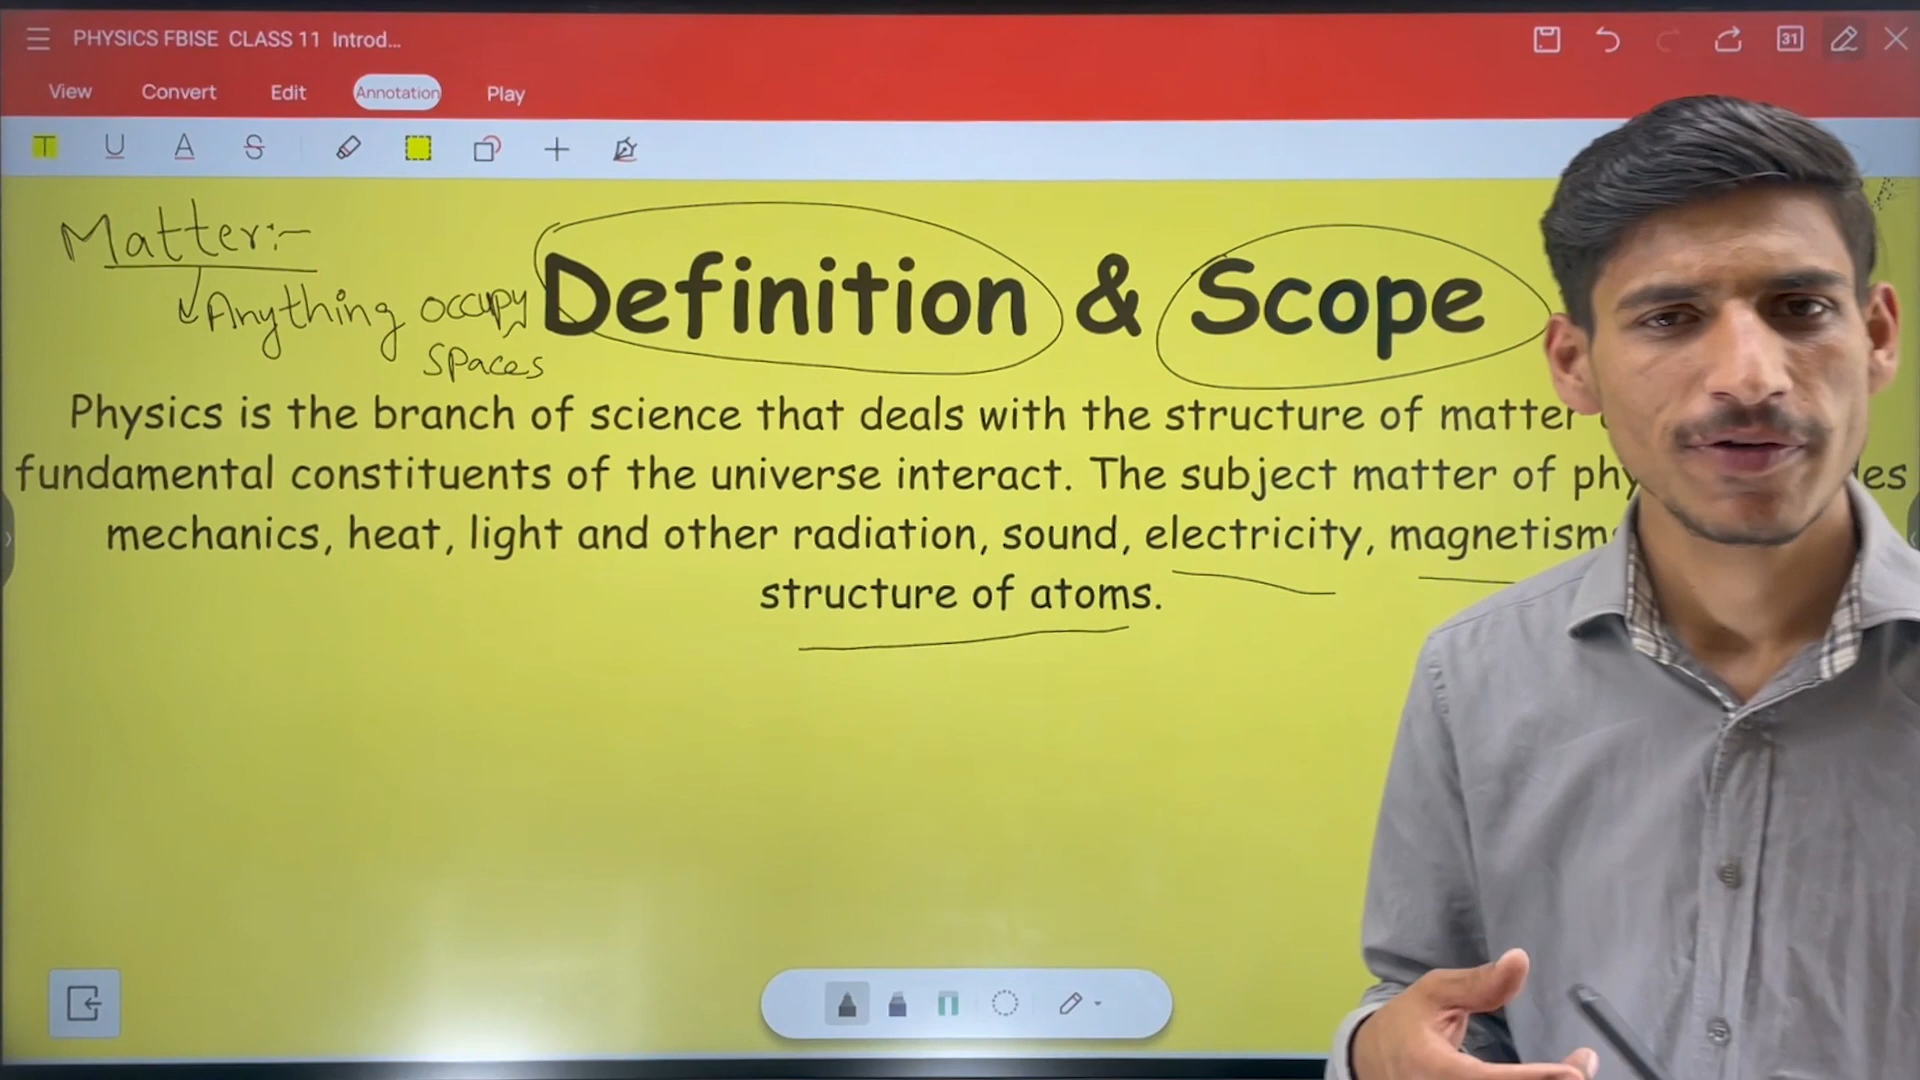 PHYSICS FBISE CLASS 11 Introd...
31
View Convert Edit Annotation Play
T U A S
Matter:-
Anything occupy
spaces
Definition & Scope
Physics is the branch of science that deals with the structure of matter
fundamental constituents of the universe interact. The subject matter of
mechanics, heat, light and other radiation, sound, electricity, magnetism
structure of atoms.